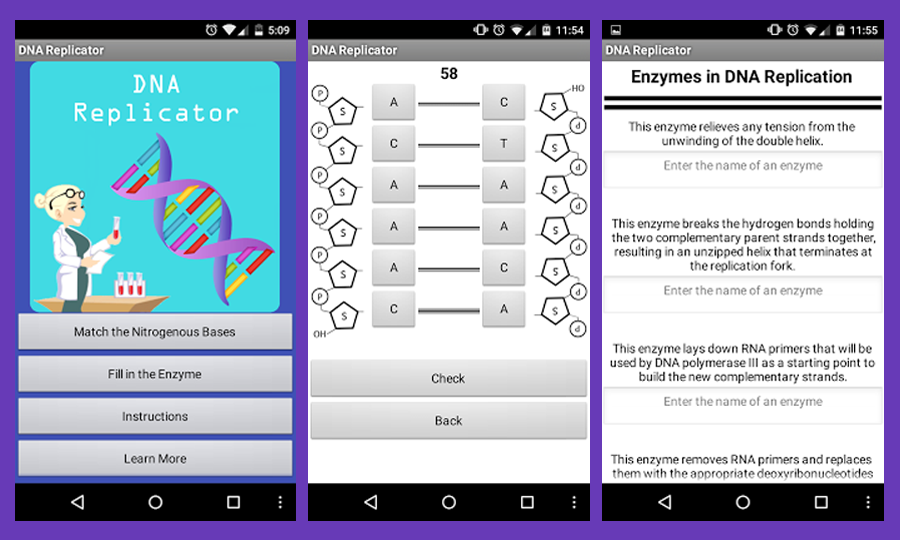 5:09
DNA Replicator
DNA
Replicator
Match the Nitrogenous Bases
Fill in the Enzyme
Instructions
Learn More
11:54
DNA Replicator
58
P S A C S HO
P S C T S P
P S A A S P
P S A A S P
P S A C S P
P S C A S P
OH P
Check
Back
11:55
DNA Replicator
Enzymes in DNA Replication
This enzyme relieves any tension from the
unwinding of the double helix.
Enter the name of an enzyme
This enzyme breaks the hydrogen bonds holding
the two complementary parent strands together,
resulting in an unzipped helix that terminates at
the replication fork.
Enter the name of an enzyme
This enzyme lays down RNA primers that will be
used by DNA polymerase III as a starting point to
build the new complementary strands.
Enter the name of an enzyme
This enzyme removes RNA primers and replaces
them with the appropriate deoxyribonucleotides